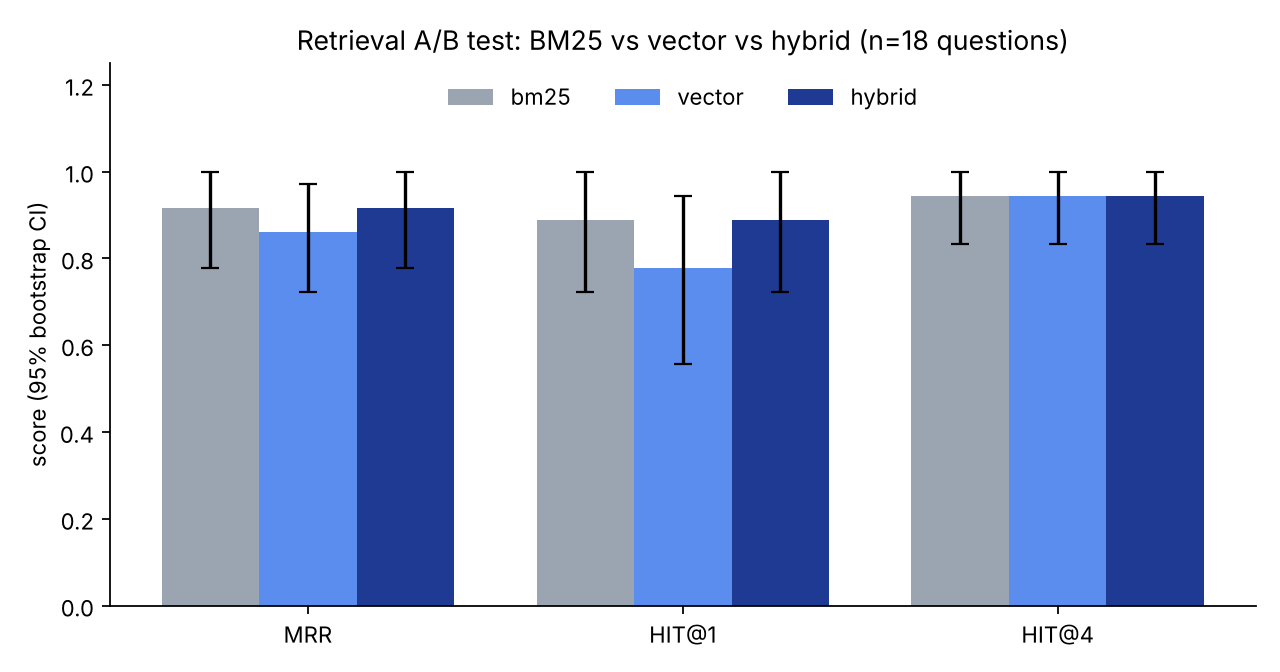 Retrieval A/B test: BM25 vs vector vs hybrid (n=18 questions)
bm25 vector hybrid
score (95% bootstrap CI)
1.2
1.0
0.8
0.6
0.4
0.2
0.0
MRR HIT@1 HIT@4